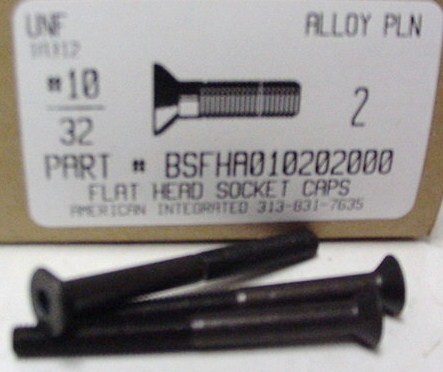 UNF
ALLOY PLN
#10
32
2
PART # BSFHA010202000
FLAT HEAD SOCKET CAPS
AMERICAN INTEGRATED 313-831-7635